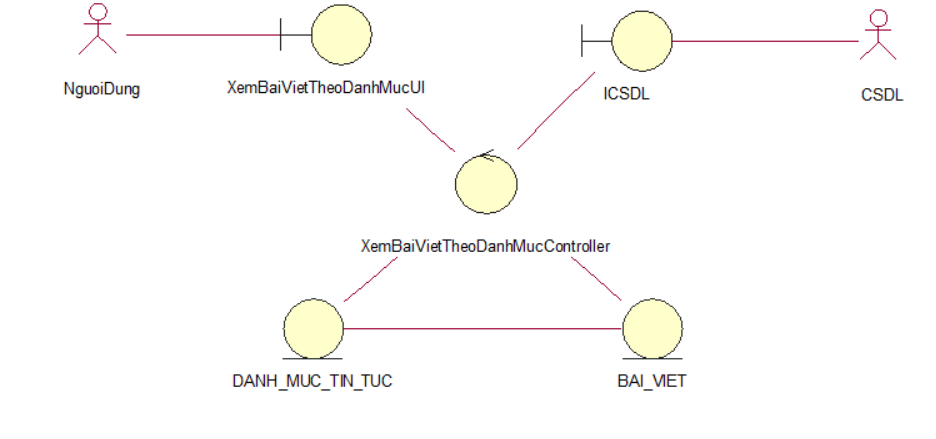 NguoiDung
XemBaiVietTheoDanhMucUI
ICSDL
CSDL
XemBaiVietTheoDanhMucController
DANH_MUC_TIN_TUC
BAI_VIET